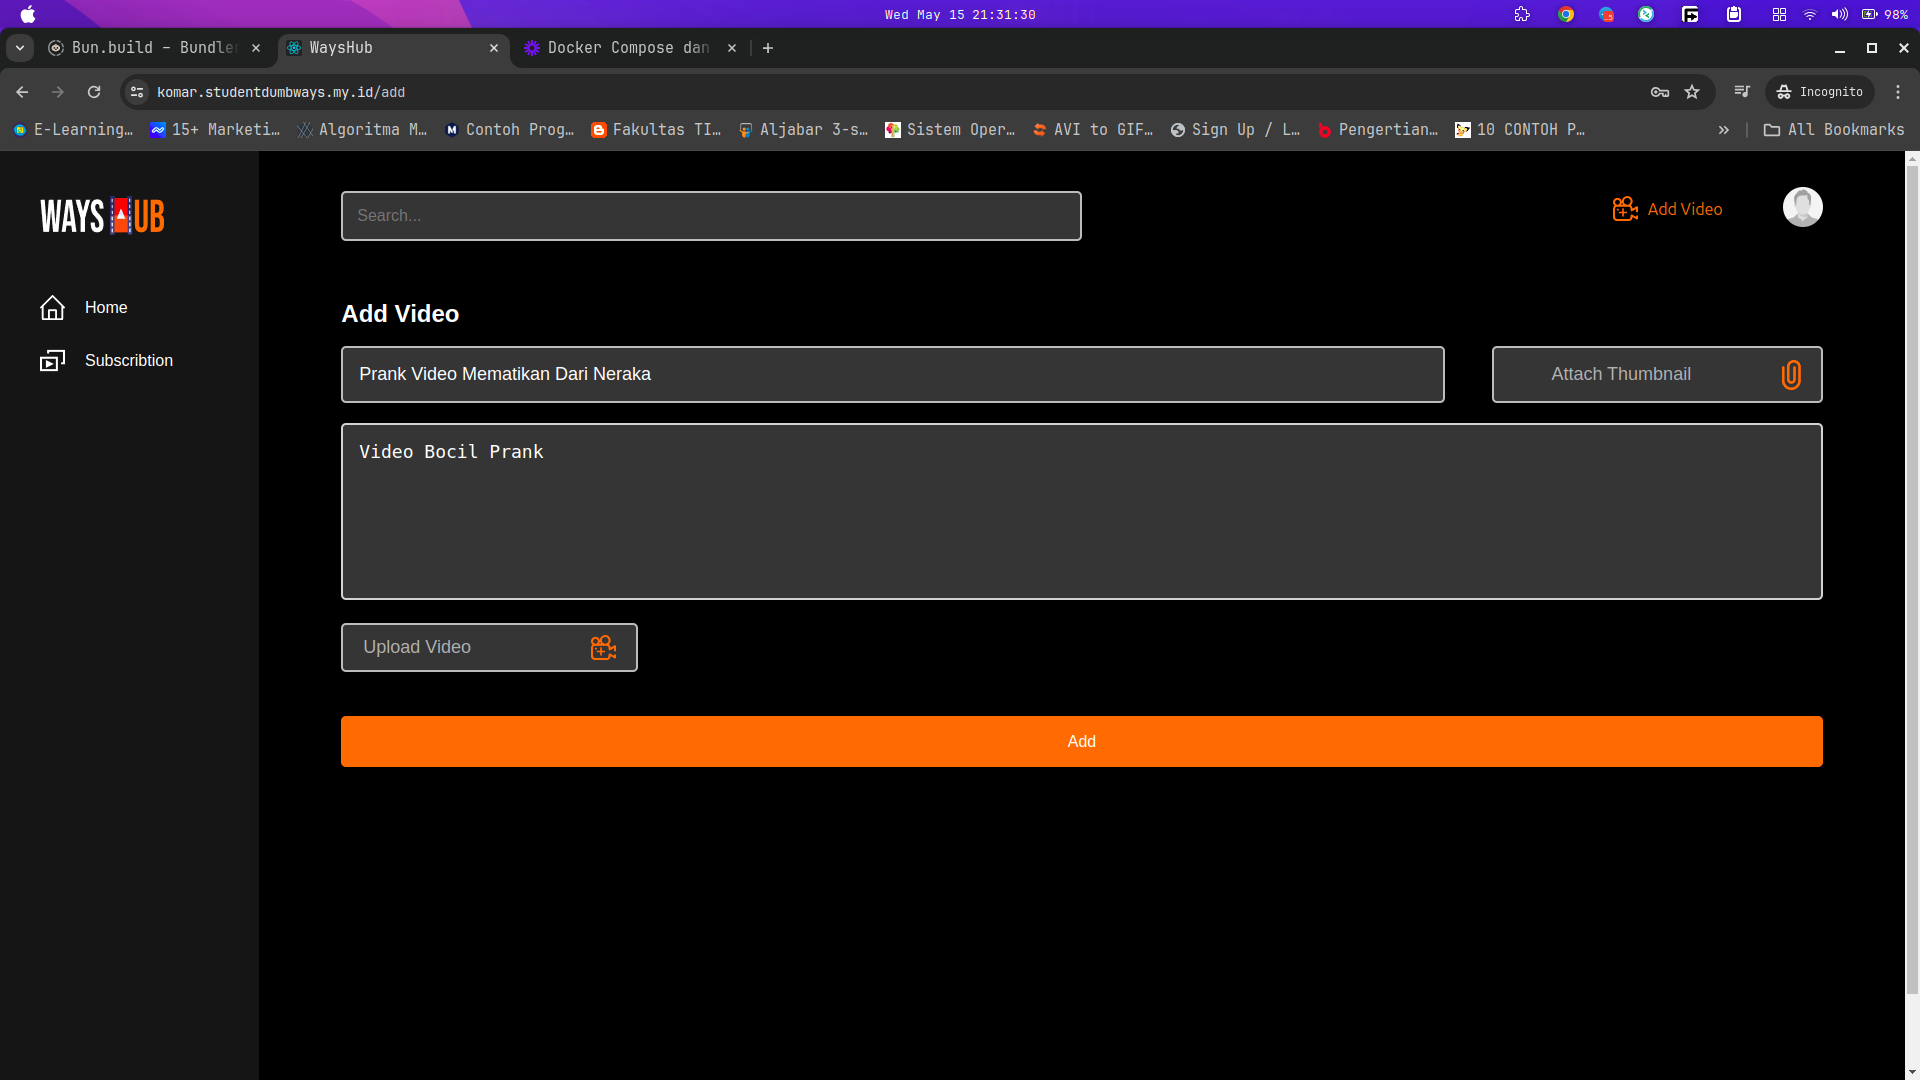 Wed May 15 21:31:30
98%
Bun.build – Bundler
WaysHub
Docker Compose dan
komar.studentdumbways.my.id/add
Incognito
E-Learning…
15+ Marketi…
Algoritma M…
Contoh Prog…
Fakultas TI…
Aljabar 3-s…
Sistem Oper…
AVI to GIF…
Sign Up / L…
Pengertian…
10 CONTOH P…
All Bookmarks
WAYS UB
Search...
Add Video
Home
Subscribtion
Add Video
Prank Video Mematikan Dari Neraka
Attach Thumbnail
Video Bocil Prank
Upload Video
Add